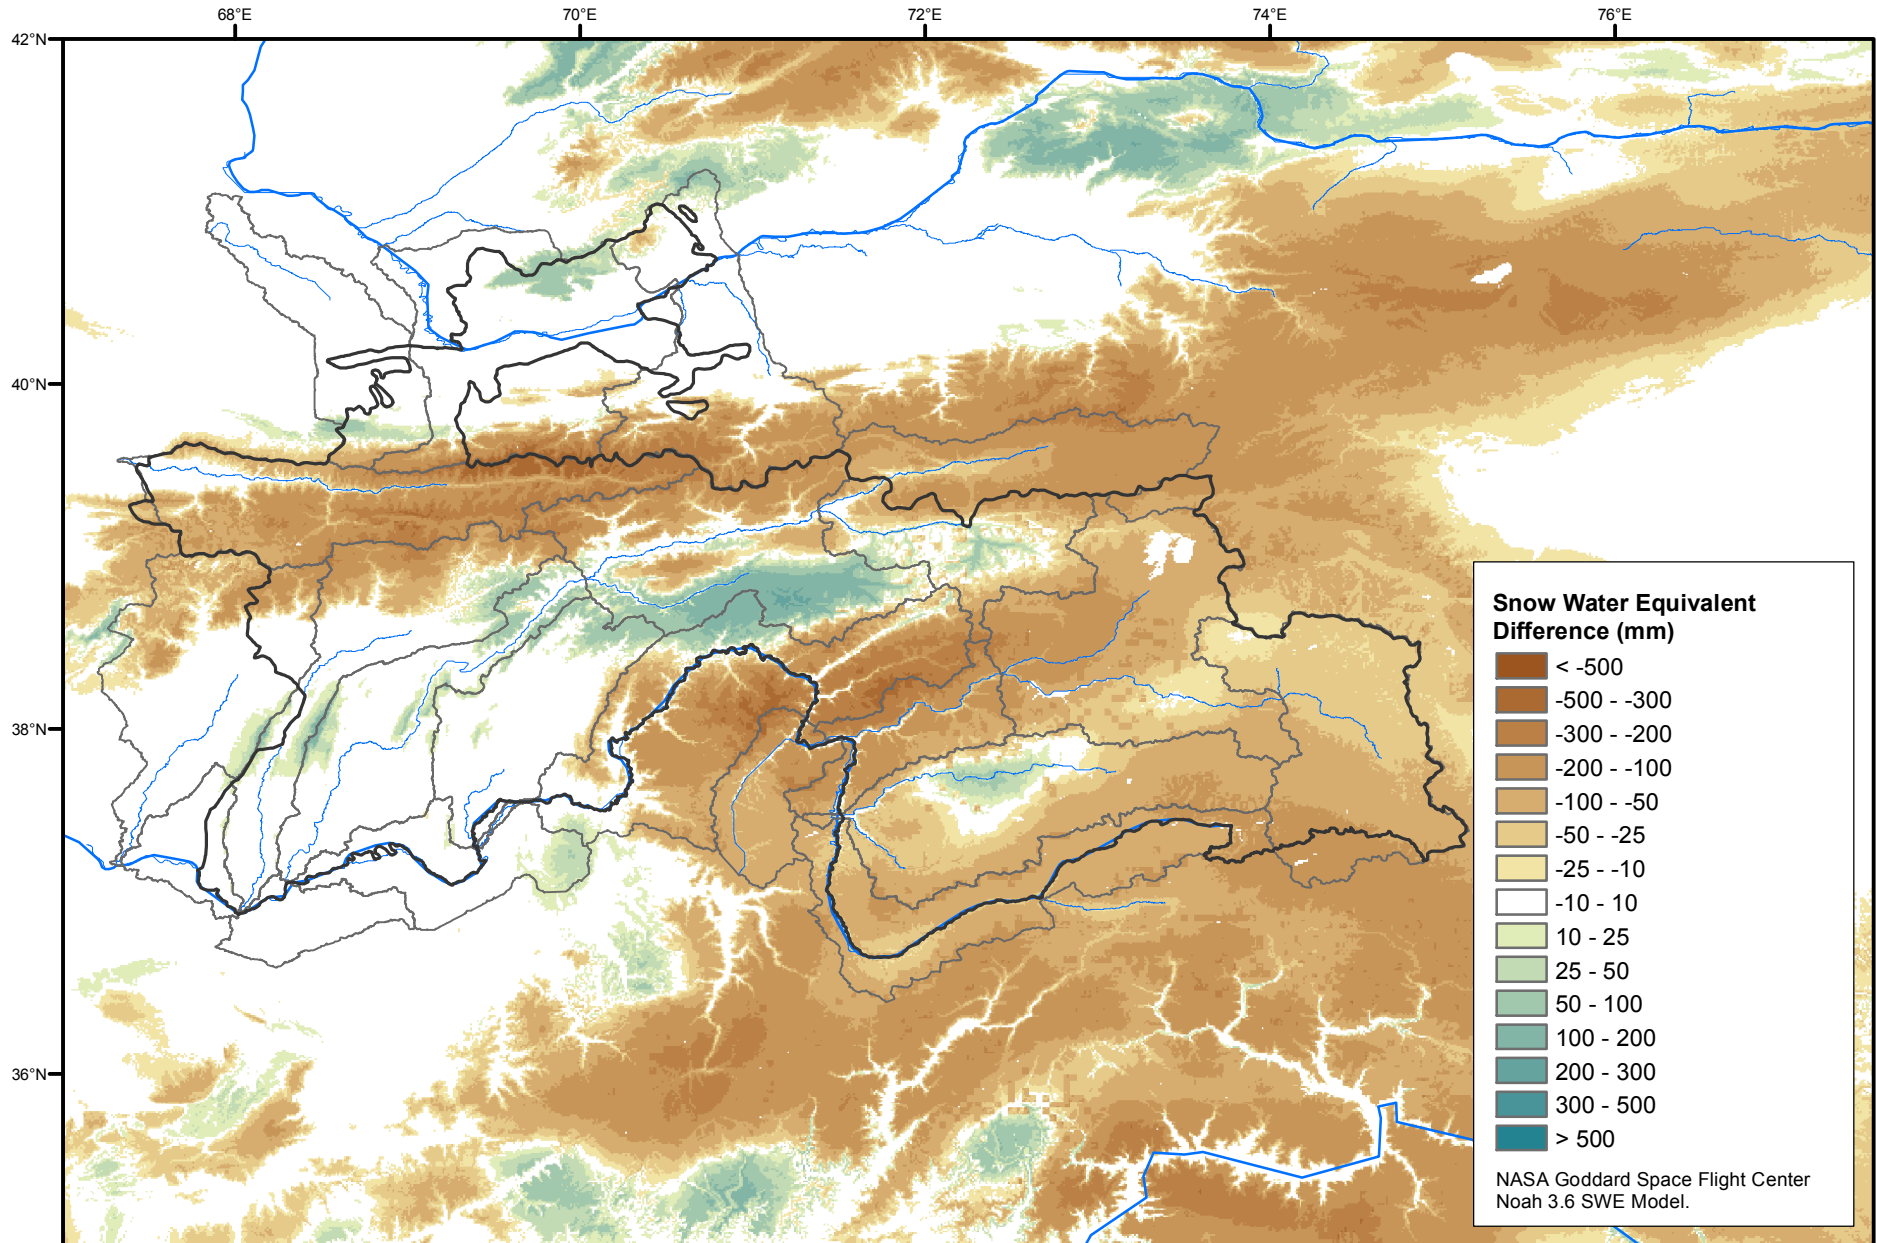 68°E
70°E
72°E
74°E
76°E
42°N
40°N
38°N
36°N
Snow Water Equivalent
Difference (mm)
< -500
-500 - -300
-300 - -200
-200 - -100
-100 - -50
-50 - -25
-25 - -10
-10 - 10
10 - 25
25 - 50
50 - 100
100 - 200
200 - 300
300 - 500
> 500
NASA Goddard Space Flight Center
Noah 3.6 SWE Model.